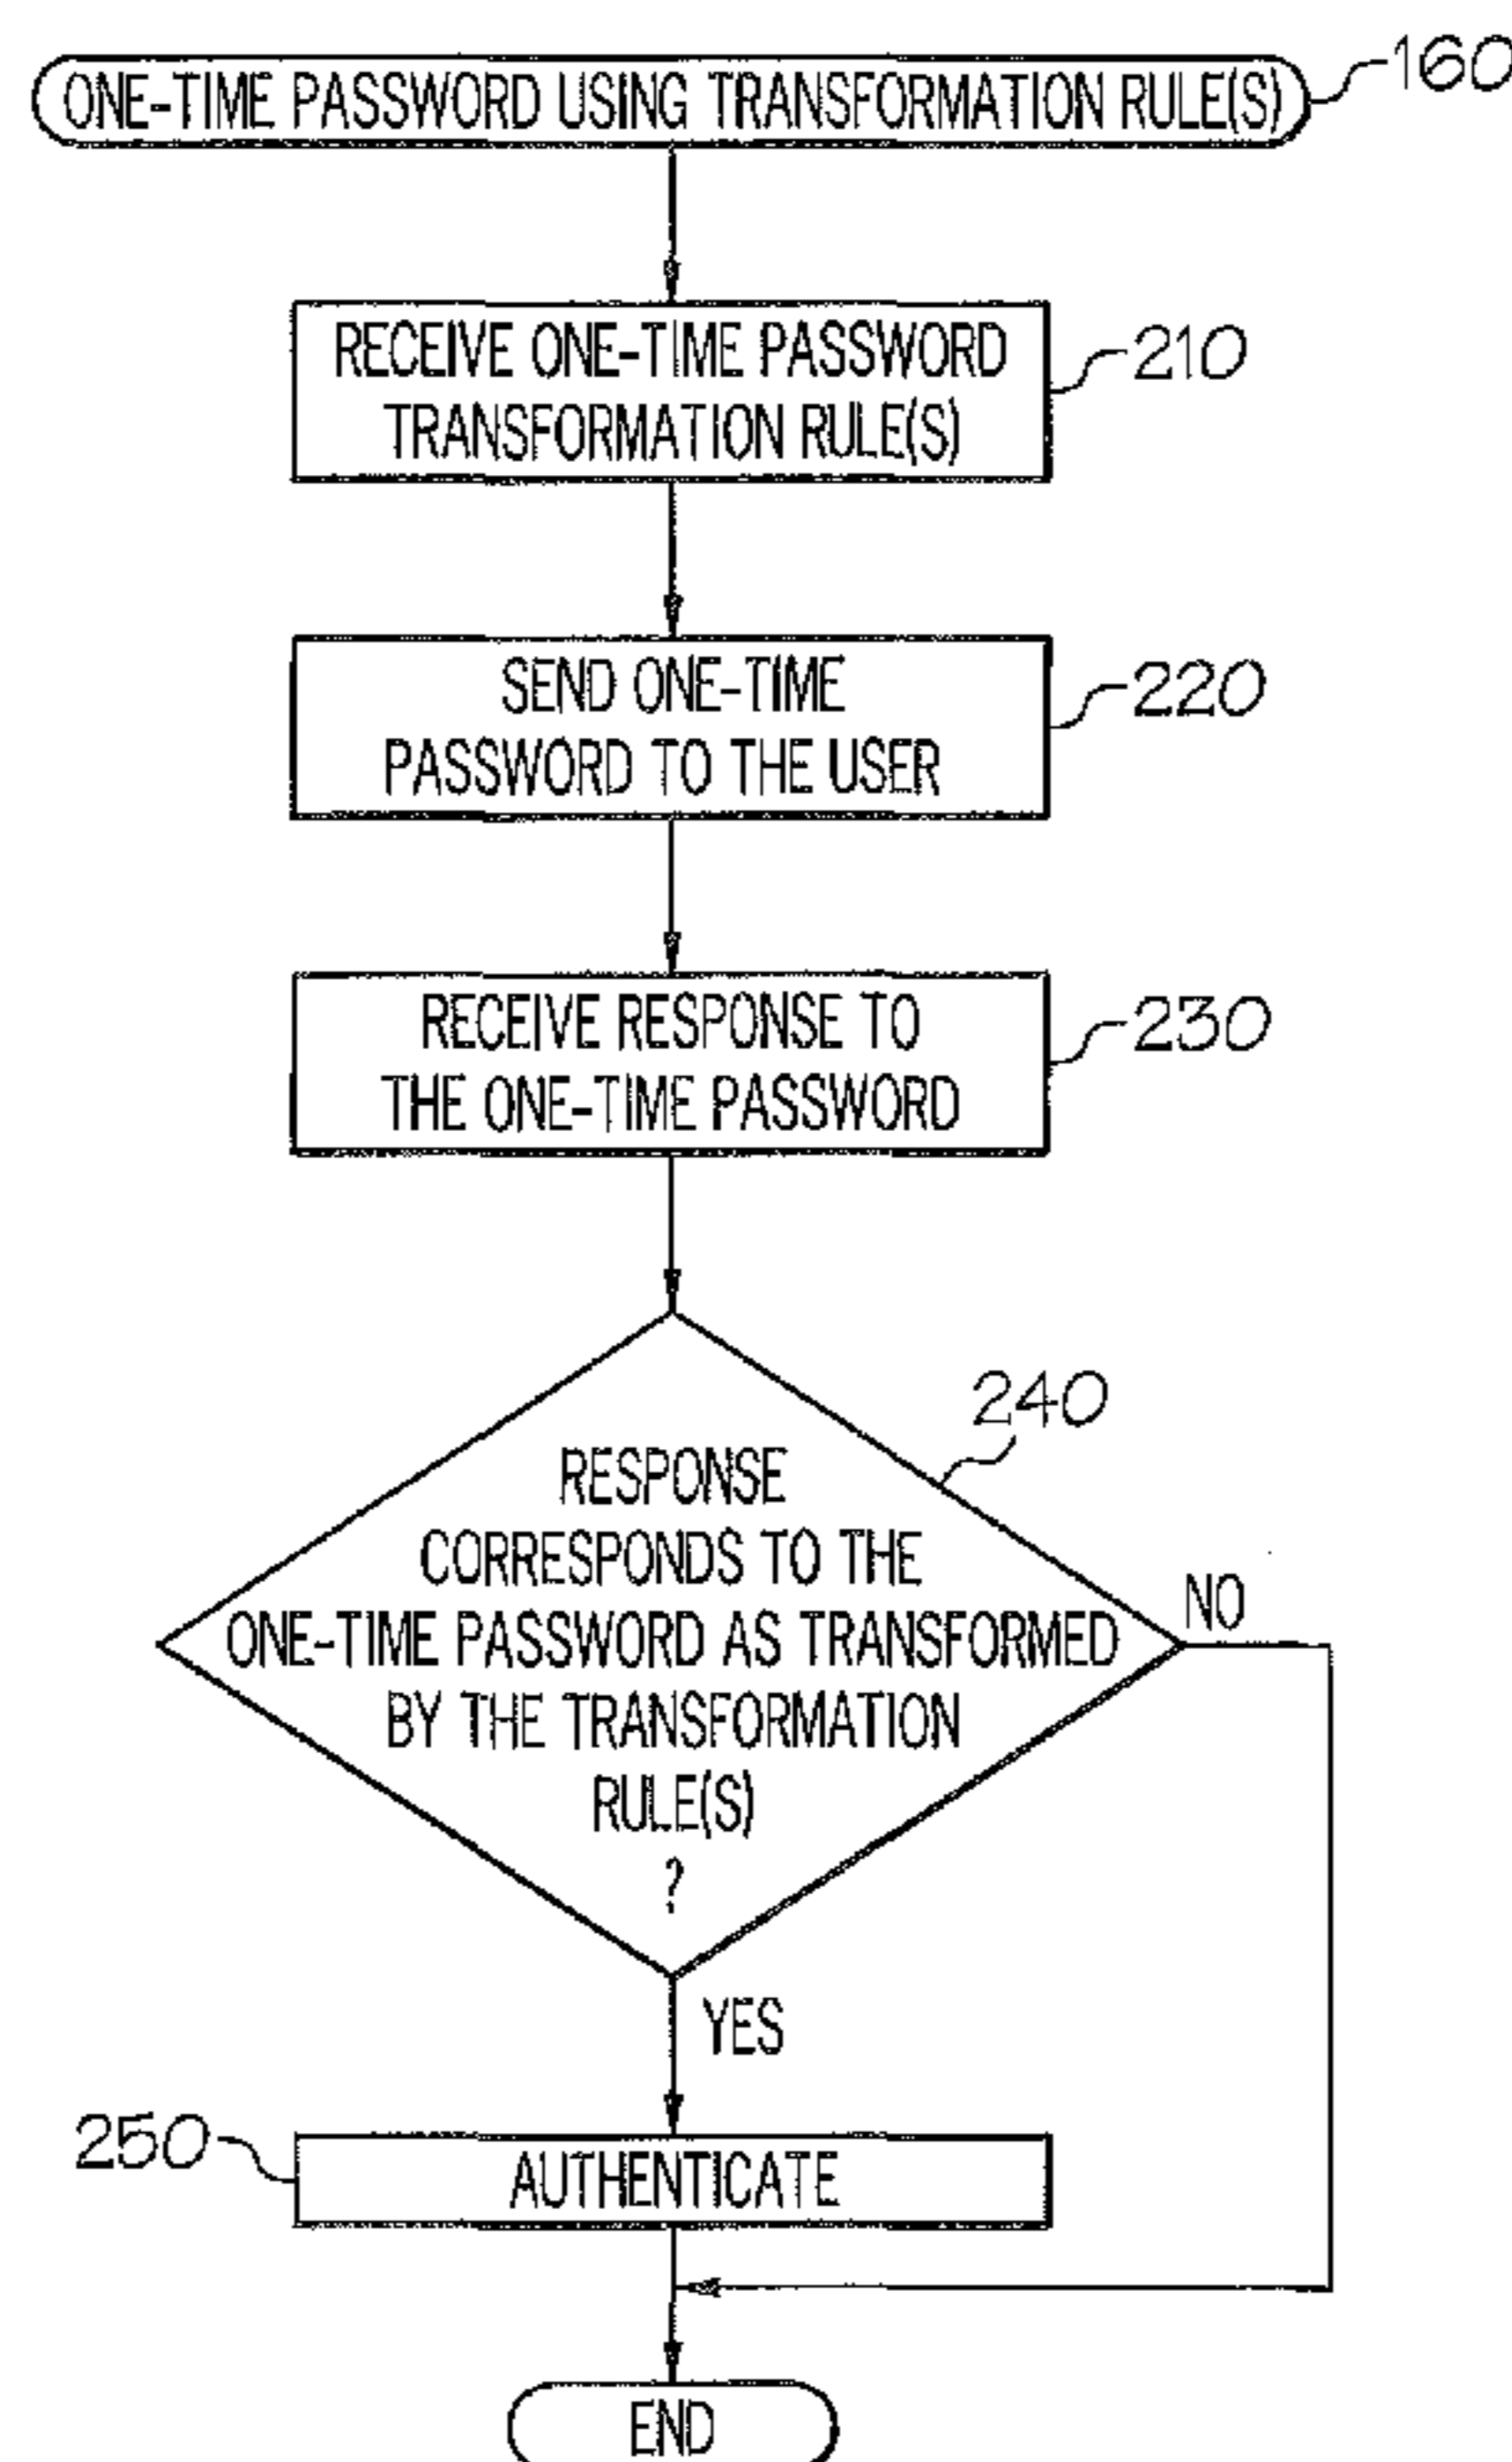 ONE-TIME PASSWORD USING TRANSFORMATION RULE(S)
160
RECEIVE ONE-TIME PASSWORD
TRANSFORMATION RULE(S)
210
SEND ONE-TIME
PASSWORD TO THE USER
220
RECEIVE RESPONSE TO
THE ONE-TIME PASSWORD
230
240
RESPONSE
CORRESPONDS TO THE
ONE-TIME PASSWORD AS TRANSFORMED
BY THE TRANSFORMATION
RULE(S)
?
NO
YES
250
AUTHENTICATE
END